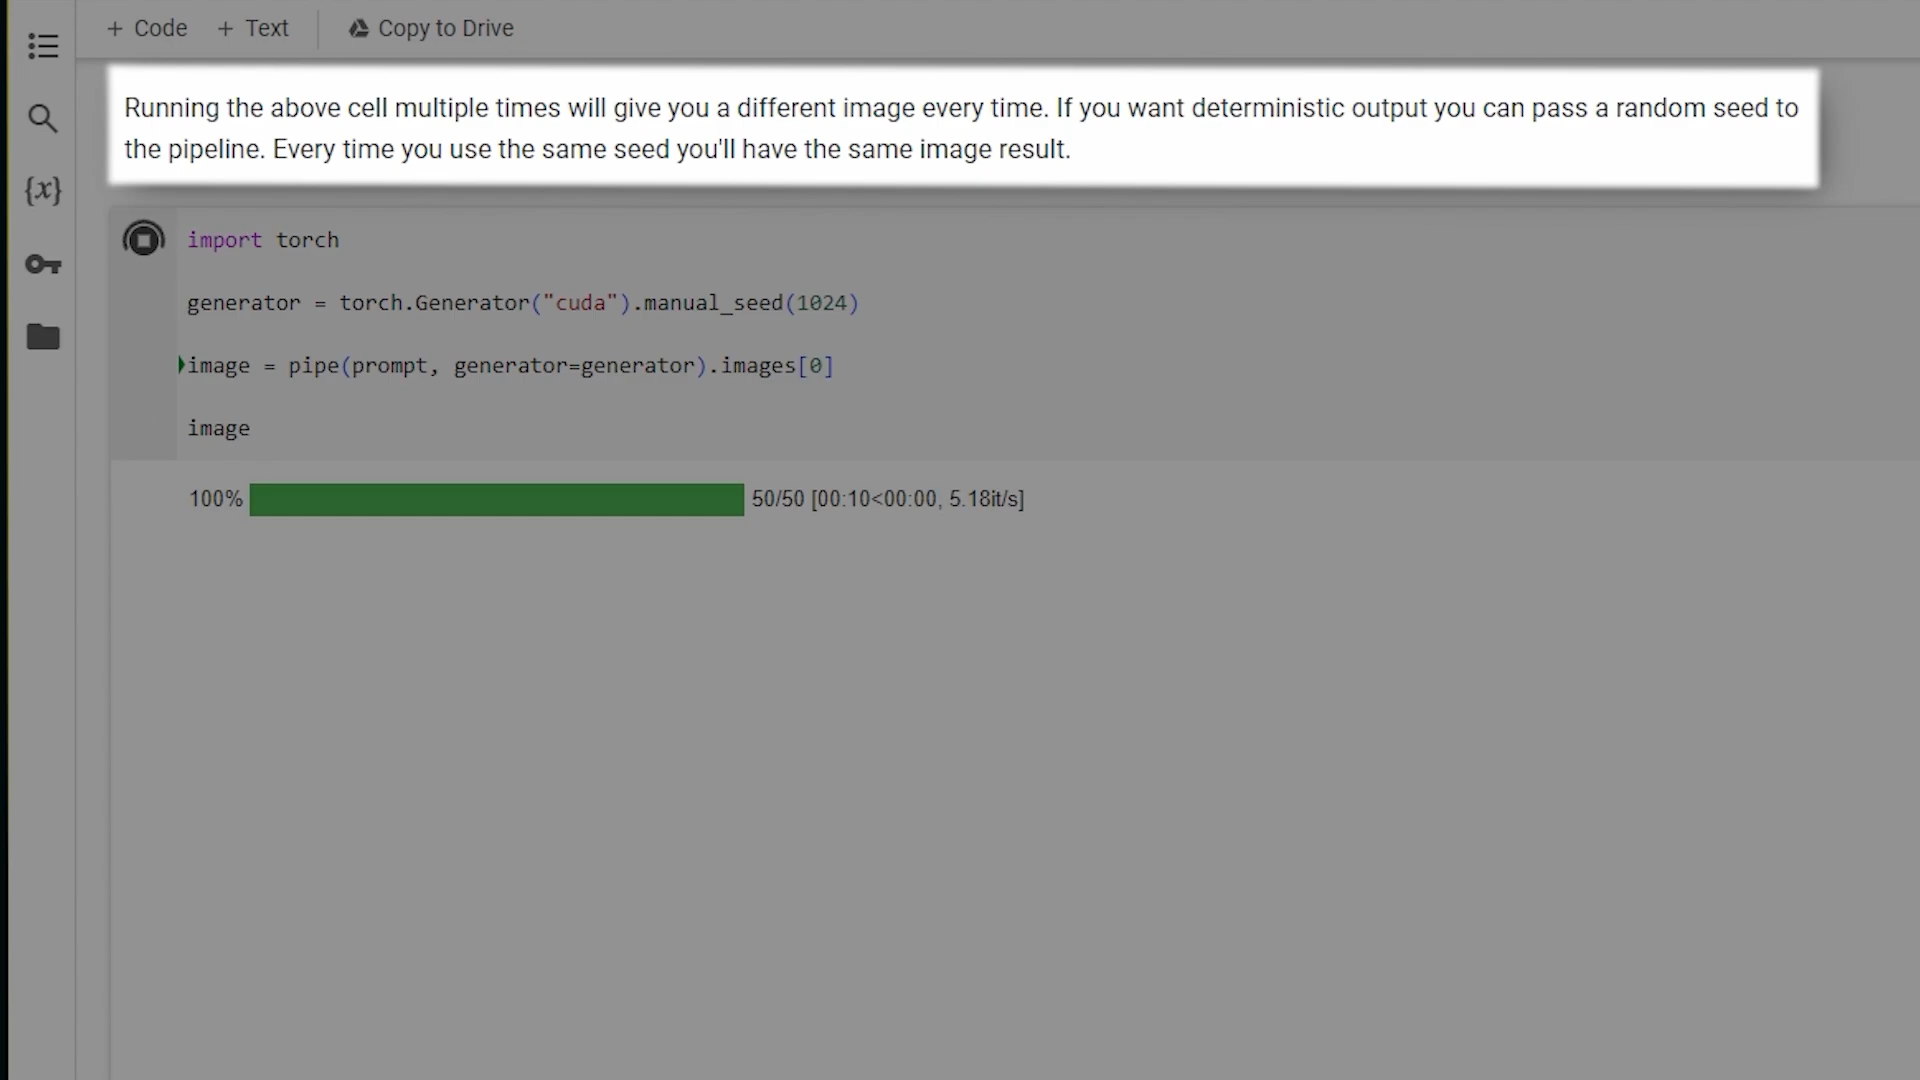 + Code + Text Copy to Drive
Running the above cell multiple times will give you a different image every time. If you want deterministic output you can pass a random seed to
the pipeline. Every time you use the same seed you'll have the same image result.
{x}
import torch
generator = torch.Generator("cuda").manual_seed(1024)
image = pipe(prompt, generator=generator).images[0]
image
100% 50/50 [00:10<00:00, 5.18it/s]